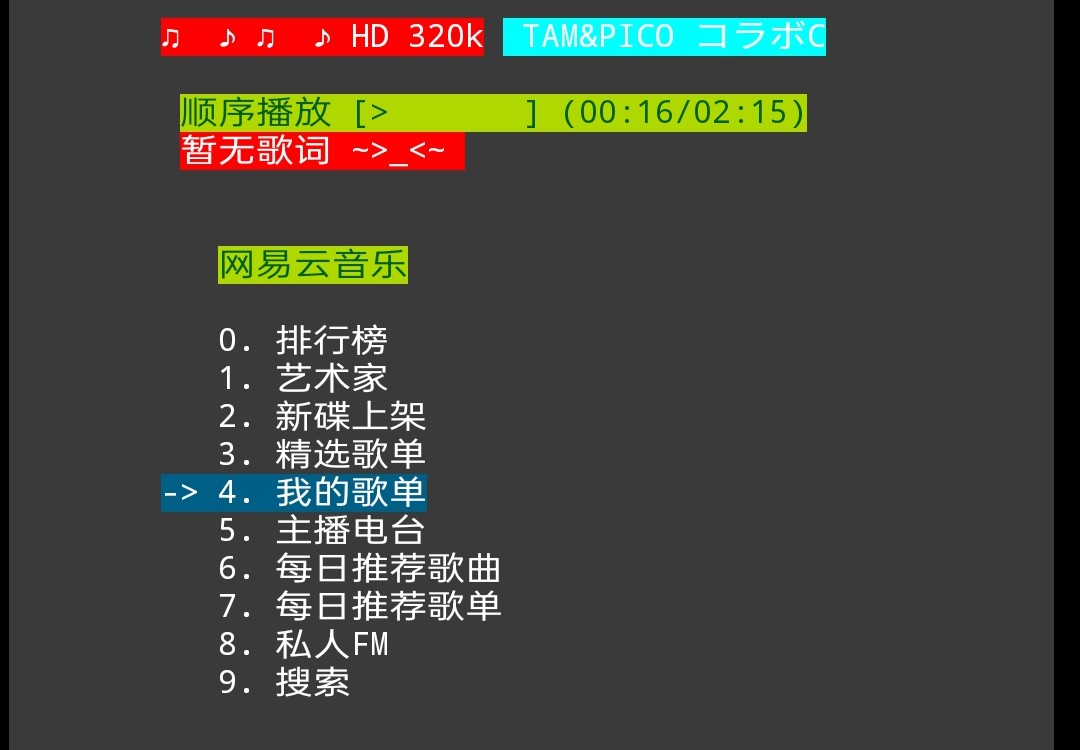 ♫ ♪ ♫ ♪ HD 320k TAM&PICO コラボC
顺序播放 [> ] (00:16/02:15)
暂无歌词 ~>_<~
网易云音乐
0. 排行榜
1. 艺术家
2. 新碟上架
3. 精选歌单
-> 4. 我的歌单
5. 主播电台
6. 每日推荐歌曲
7. 每日推荐歌单
8. 私人FM
9. 搜索